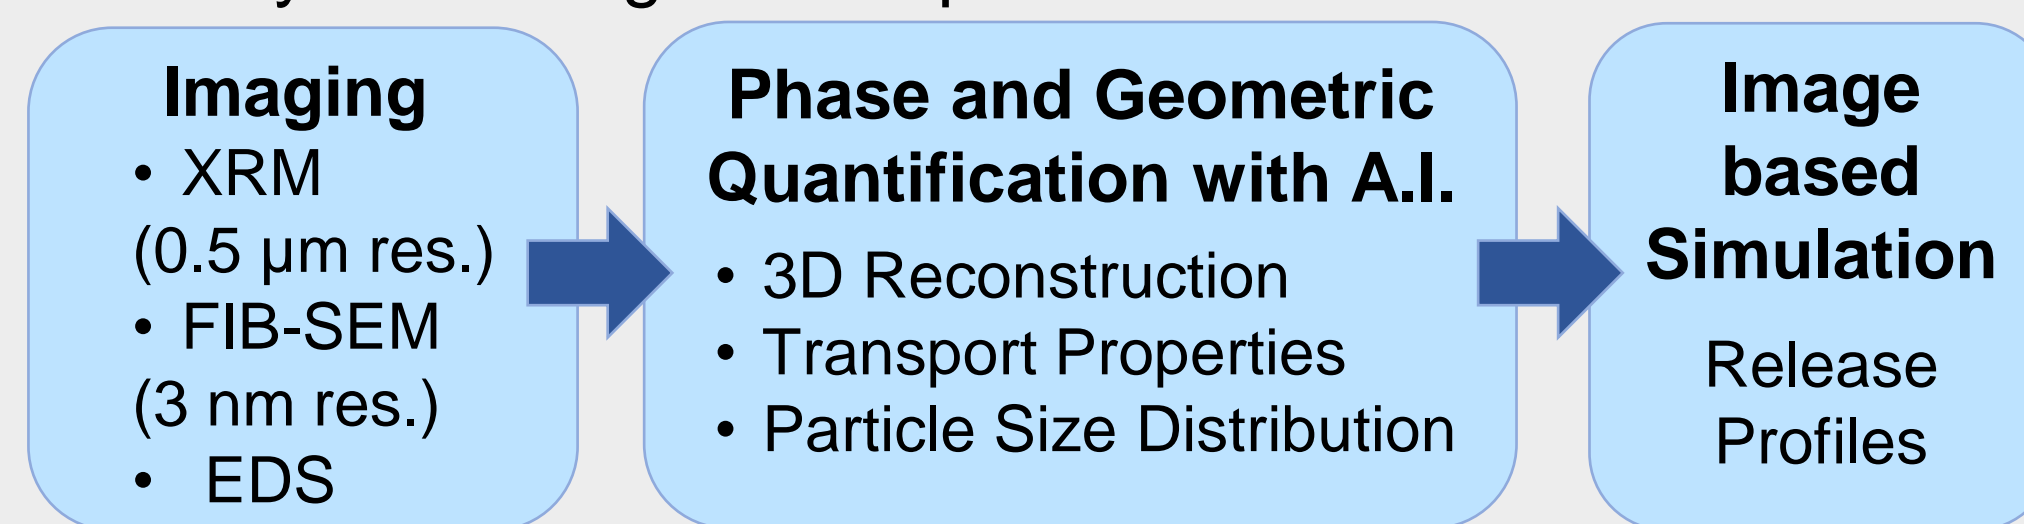 Imaging
• XRM
(0.5 μm res.)
• FIB-SEM
(3 nm res.)
• EDS
Phase and Geometric
Quantification with A.I.
• 3D Reconstruction
• Transport Properties
• Particle Size Distribution
Image
based
Simulation
Release
Profiles